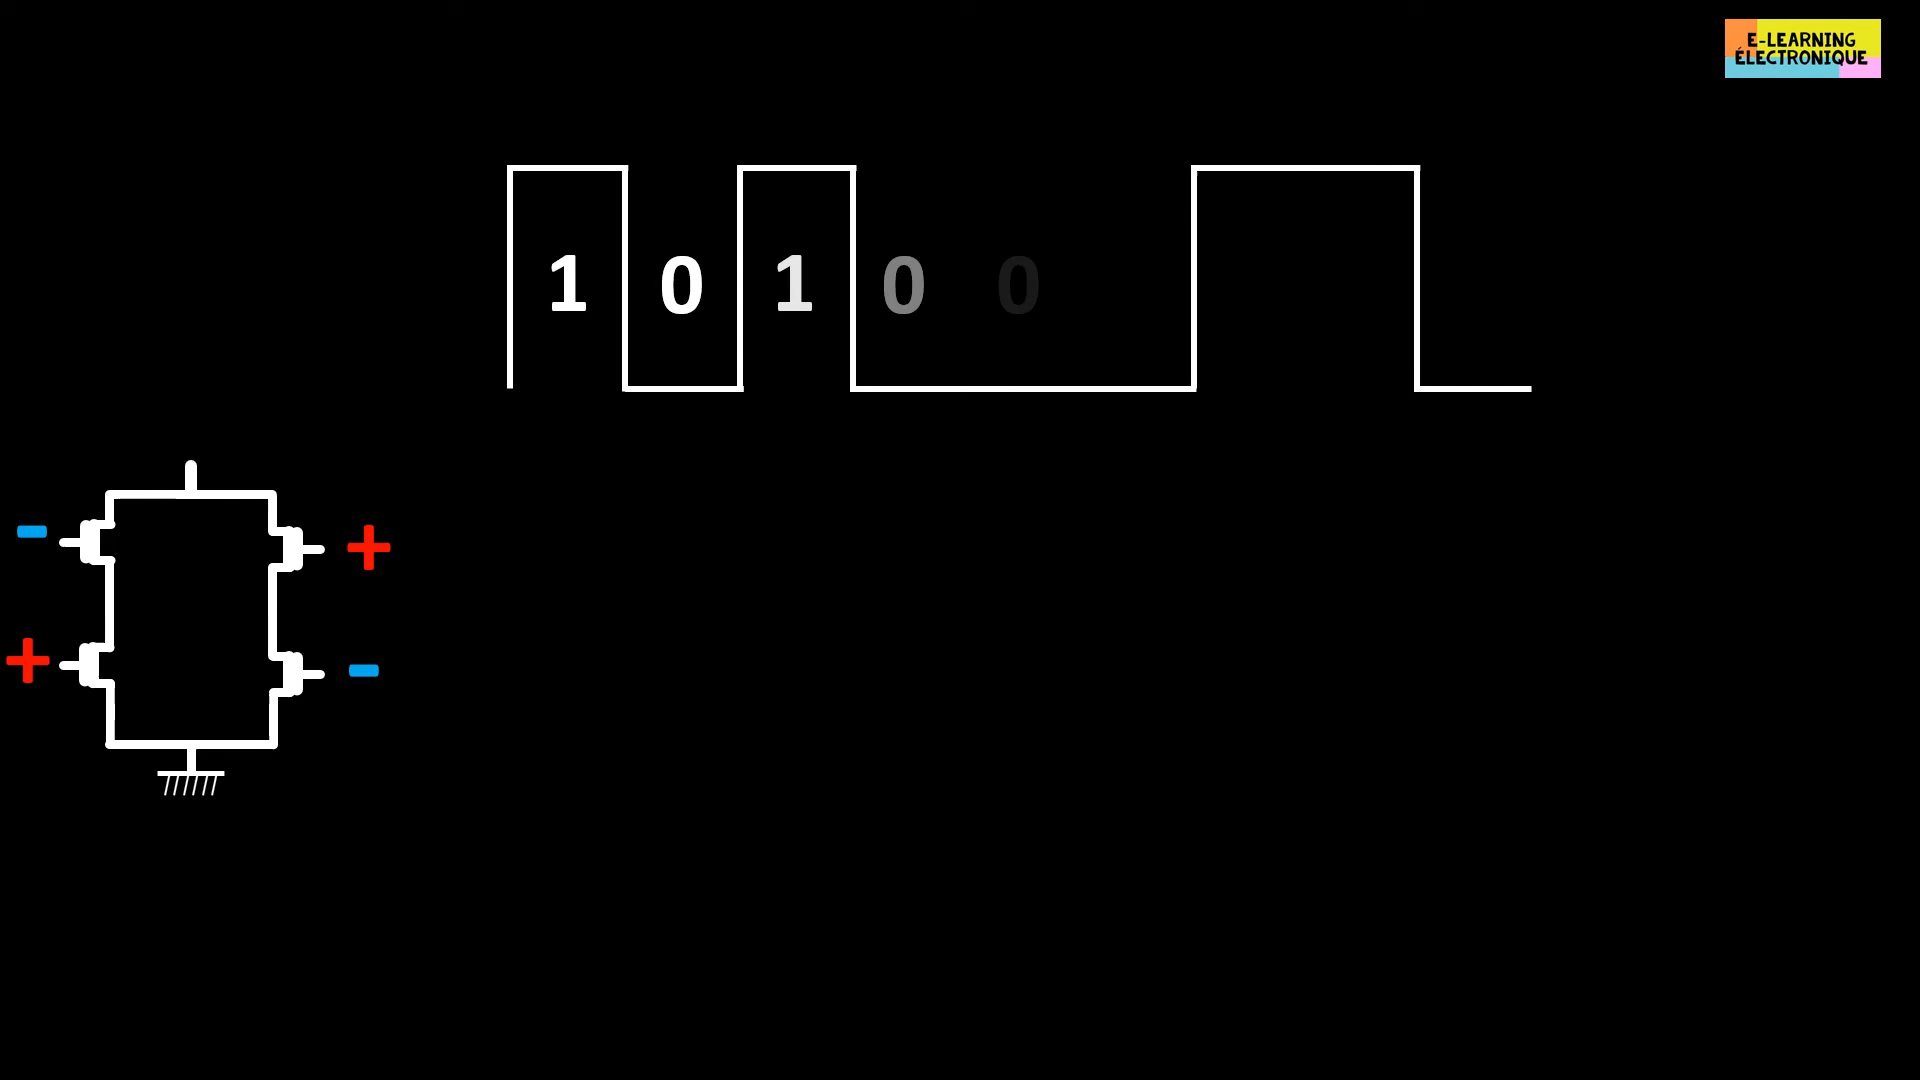 E-LEARNING
ÉLECTRONIQUE
1 0 1 0 0
- +
+ -